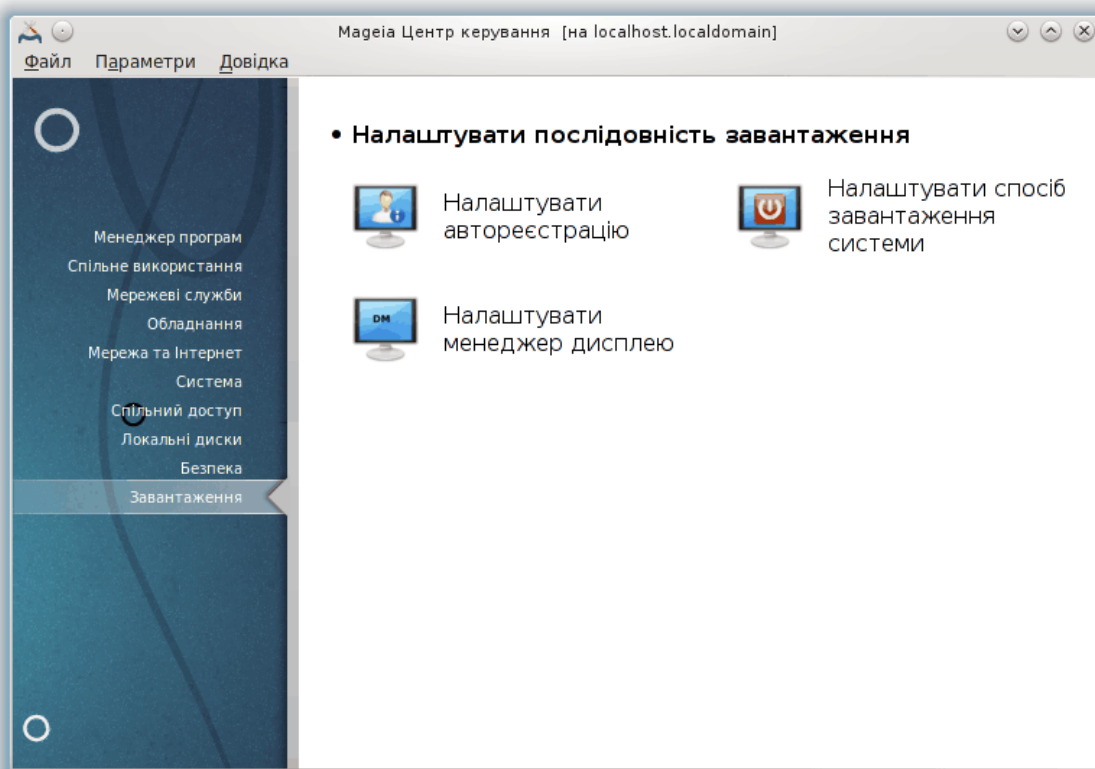 Mageia Центр керування [на localhost.localdomain]
Файл Параметри Довідка
Менеджер програм
Спільне використання
Мережеві служби
Обладнання
Мережа та Інтернет
Система
Спільний доступ
Локальні диски
Безпека
Завантаження
• Налаштувати послідовність завантаження
Налаштувати
автореєстрацію
Налаштувати спосіб
завантаження
системи
DM
Налаштувати
менеджер дисплею